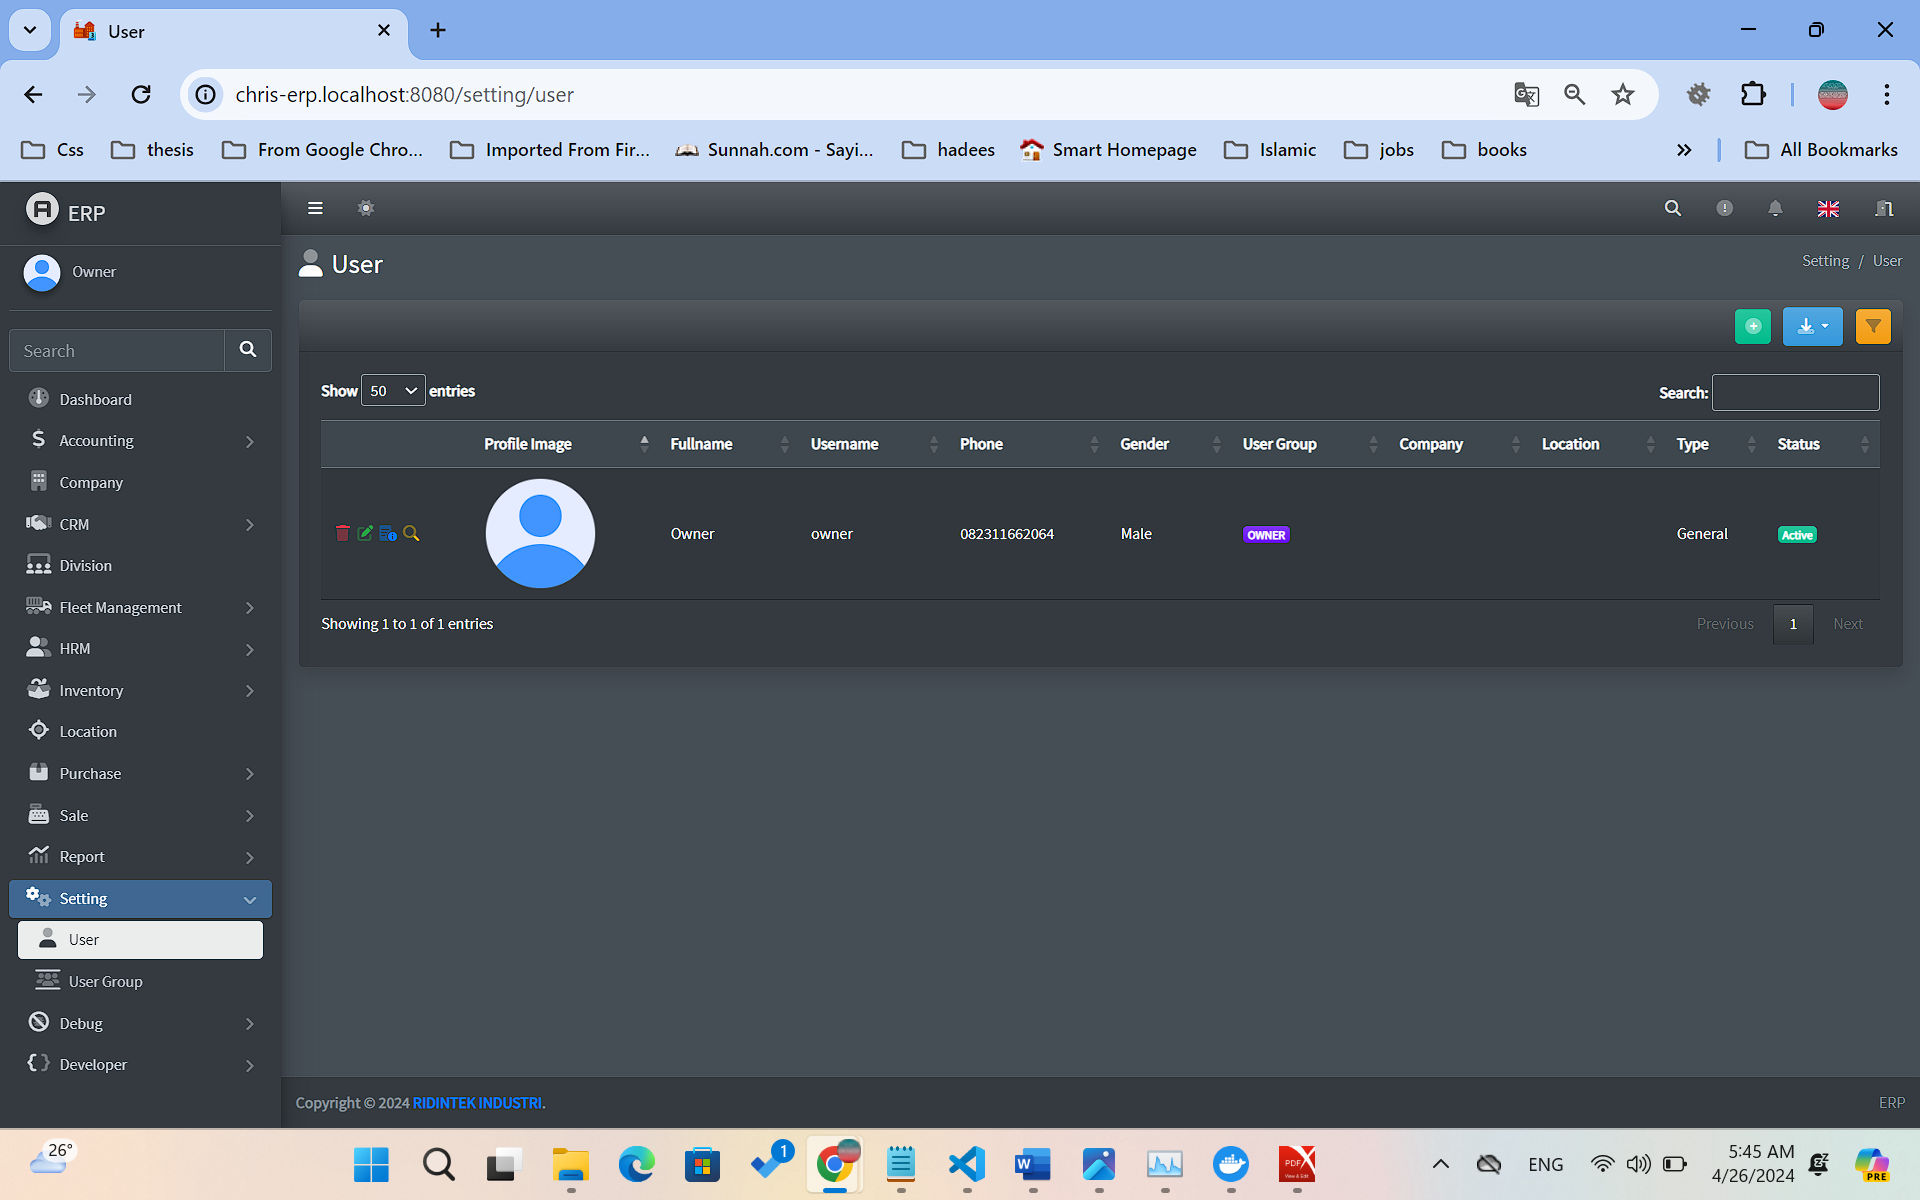 User
chris-erp.localhost:8080/setting/user
Css
thesis
From Google Chro...
Imported From Fir...
Sunnah.com - Sayi...
hadees
Smart Homepage
Islamic
jobs
books
All Bookmarks
ERP
Owner
Search
Dashboard
Accounting
Company
CRM
Division
Fleet Management
HRM
Inventory
Location
Purchase
Sale
Report
Setting
User
User Group
Debug
Developer
User
Setting / User
Show 50 entries
Search:
Profile Image Fullname Username Phone Gender User Group Company Location Type Status
Owner owner 082311662064 Male OWNER General Active
Showing 1 to 1 of 1 entries
Previous 1 Next
Copyright © 2024 RIDINTEK INDUSTRI.
ERP
26°
1
ENG
5:45 AM
4/26/2024
PRE